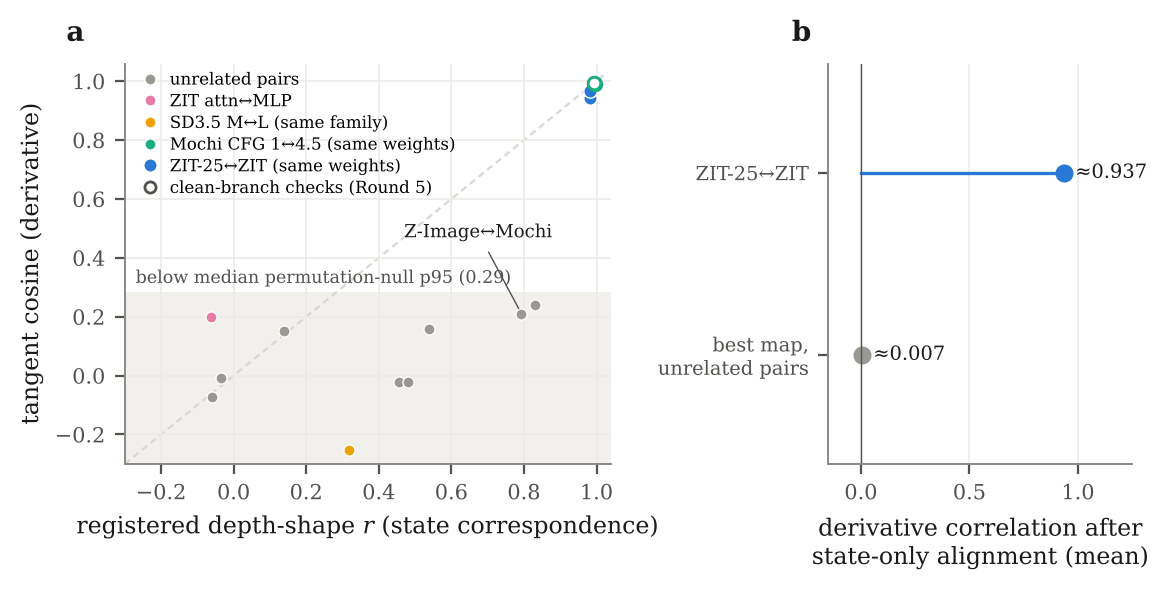 a
b
1.0
0.8
0.6
0.4
0.2
0.0
−0.2
tangent cosine (derivative)
unrelated pairs
ZIT attn↔MLP
SD3.5 M↔L (same family)
Mochi CFG 1↔4.5 (same weights)
ZIT-25↔ZIT (same weights)
clean-branch checks (Round 5)
Z-Image↔Mochi
below median permutation-null p95 (0.29)
−0.2 0.0 0.2 0.4 0.6 0.8 1.0
registered depth-shape r (state correspondence)
ZIT-25↔ZIT
≈0.937
best map,
unrelated pairs
≈0.007
0.0 0.5 1.0
derivative correlation after
state-only alignment (mean)